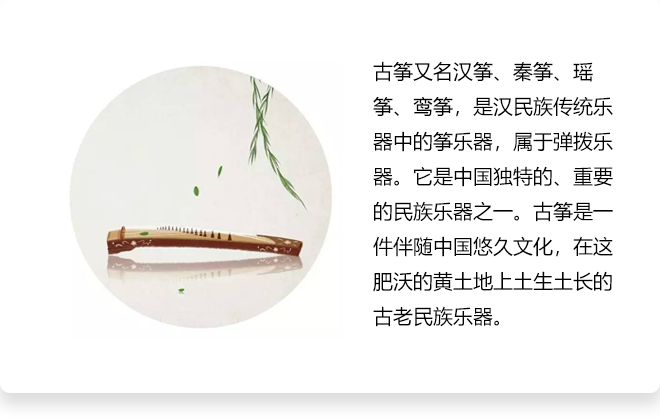 古筝又名汉筝、秦筝、瑶
筝、鸾筝，是汉民族传统乐
器中的筝乐器，属于弹拨乐
器。它是中国独特的、重要
的民族乐器之一。古筝是一
件伴随中国悠久文化，在这
肥沃的黄土地上土生土长的
古老民族乐器。